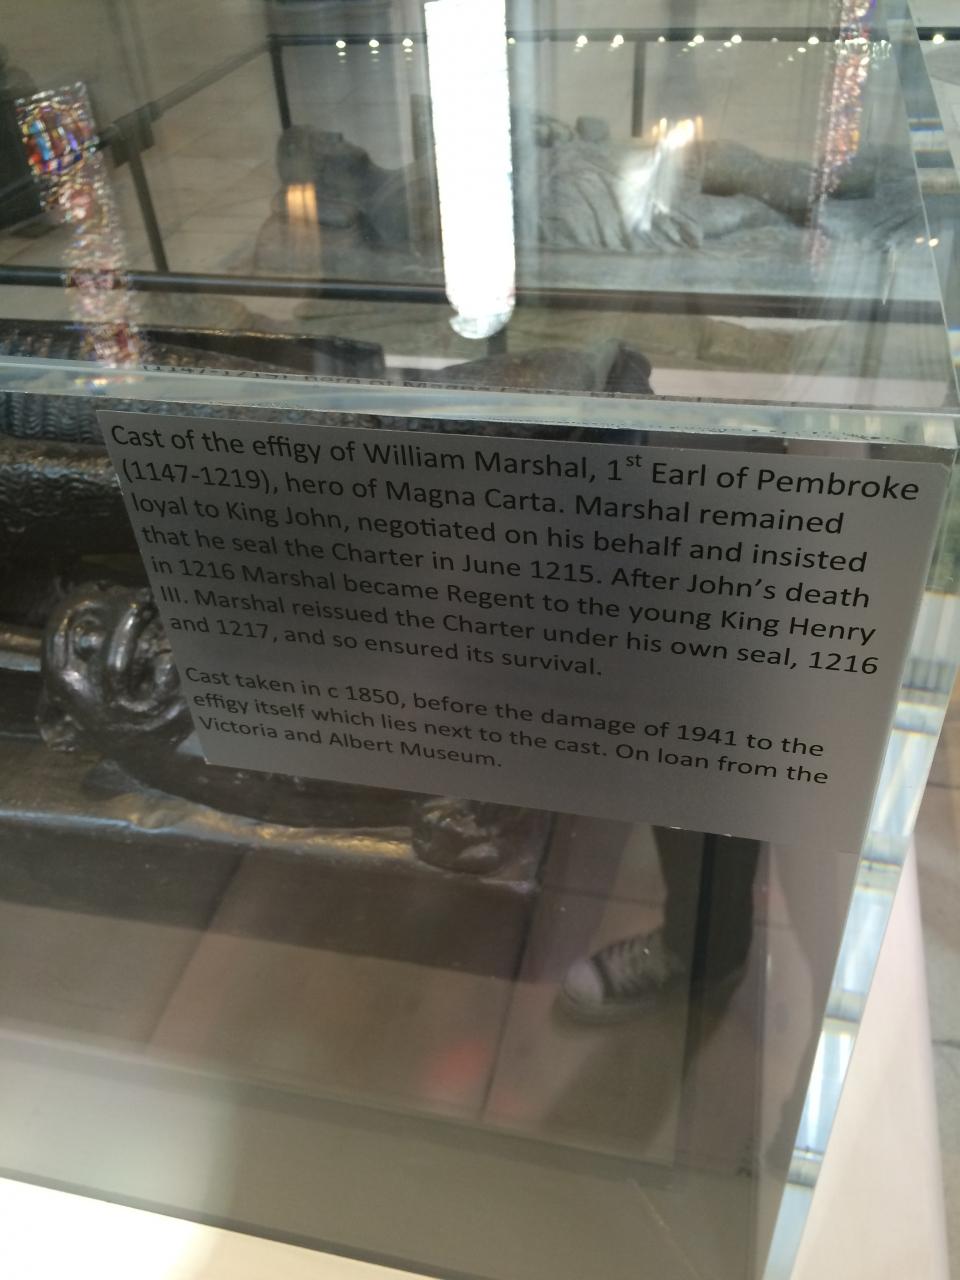 Cast of the effigy of William Marshal, 1st Earl of Pembroke
(1147-1219), hero of Magna Carta. Marshal remained
loyal to King John, negotiated on his behalf and insisted
that he seal the Charter in June 1215. After John's death
in 1216 Marshal became Regent to the young King Henry
III. Marshal reissued the Charter under his own seal, 1216
and 1217, and so ensured its survival.
Cast taken in c 1850, before the damage of 1941 to the
effigy itself which lies next to the cast. On loan from the
Victoria and Albert Museum.